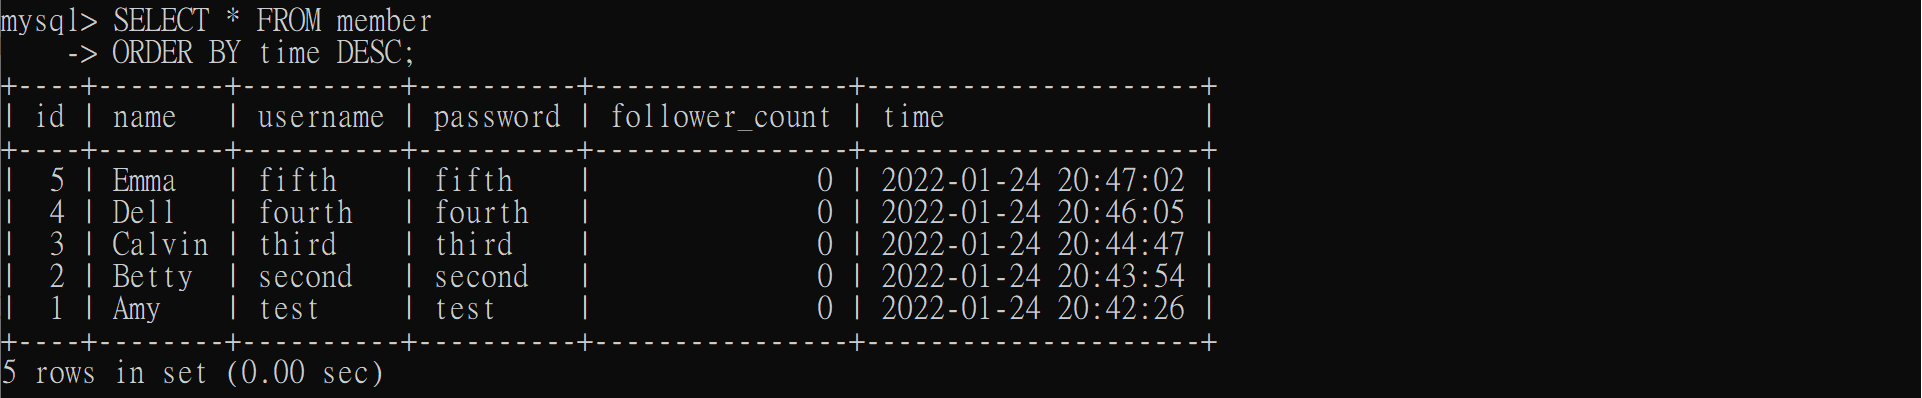 mysql> SELECT * FROM member
    -> ORDER BY time DESC;
+----+--------+----------+----------+----------------+---------------------+
| id | name   | username | password | follower_count | time                |
+----+--------+----------+----------+----------------+---------------------+
|  5 | Emma   | fifth    | fifth    |              0 | 2022-01-24 20:47:02 |
|  4 | Dell   | fourth   | fourth   |              0 | 2022-01-24 20:46:05 |
|  3 | Calvin | third    | third    |              0 | 2022-01-24 20:44:47 |
|  2 | Betty  | second   | second   |              0 | 2022-01-24 20:43:54 |
|  1 | Amy    | test     | test     |              0 | 2022-01-24 20:42:26 |
+----+--------+----------+----------+----------------+---------------------+
5 rows in set (0.00 sec)